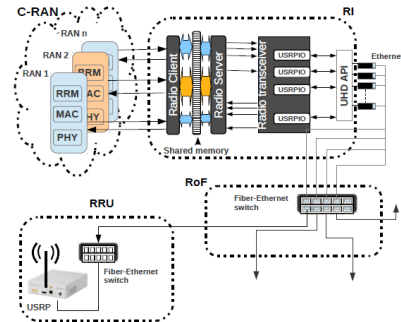 C-RAN
RI
RAN n
RAN 2
RAN 1
RRM
RRM
MAC
AC
PHY
HY
Radio Client
Radio Server
Radio Transceiver
USRPIO
USRPIO
USRPIO
USRPIO
UHD API
Ethernet
Shared memory
RoF
Fiber-Ethernet
switch
RRU
Fiber-Ethernet
switch
USRP